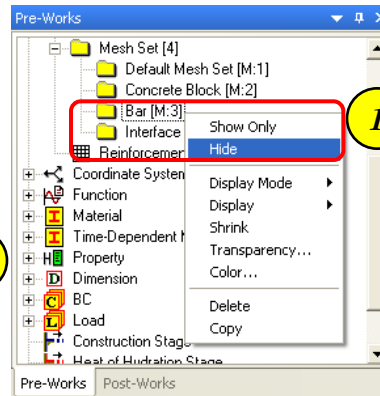 Pre-Works
Mesh Set [4]
Default Mesh Set [M:1]
Concrete Block [M:2]
Bar [M:3]
Interface
Reinforcemen
Coordinate System
Function
Material
Time-Dependent
Property
Dimension
BC
Load
Construction Stage
Heat of Hydration Stage
Show Only
Hide
Display Mode
Display
Shrink
Transparency...
Color...
Delete
Copy
Pre-Works Post-Works